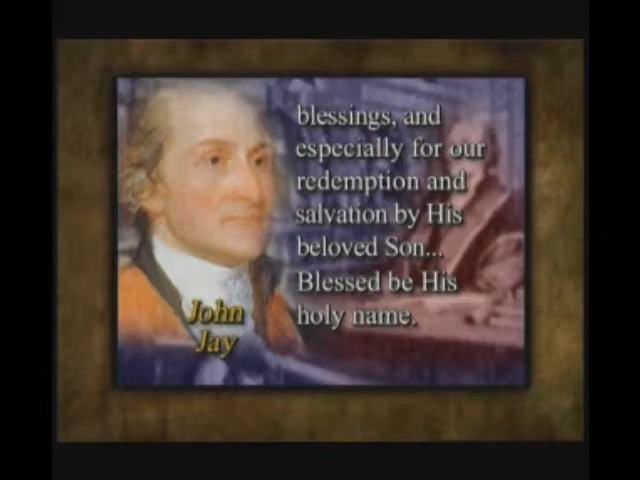 blessings, and
especially for our
redemption and
salvation by His
beloved Son...
Blessed be His
holy name.
John
Jay